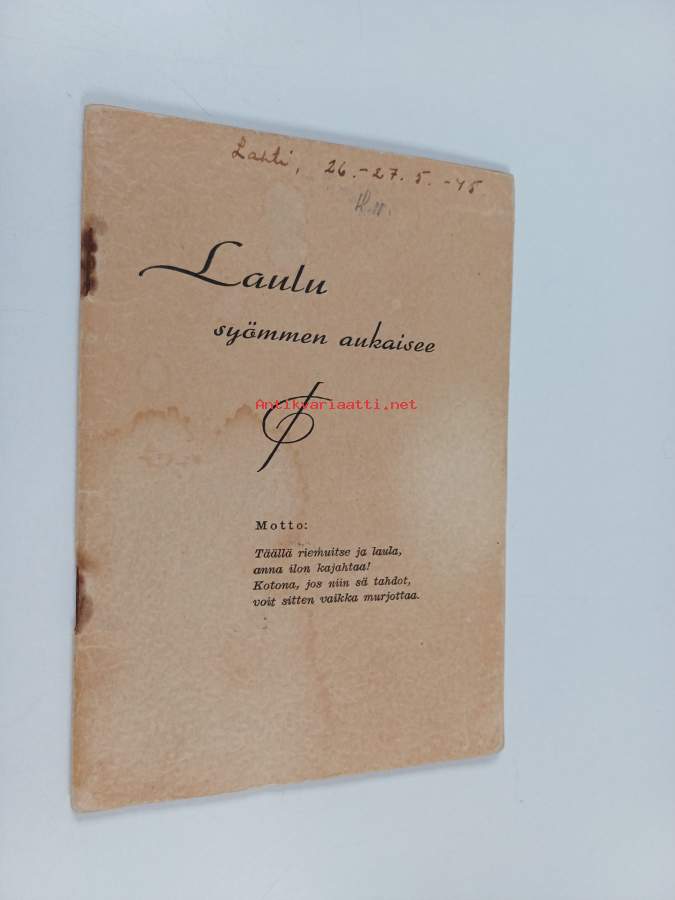 Lahti, 26.-27. 5. -45
Laulu
syömmen aukaisee
Antikvariaatti.net
Motto:
Täällä riemuitse ja laula,
anna ilon kajahtaa!
Kotona, jos niin sä tahdot,
voit sitten vaikka murjottaa.